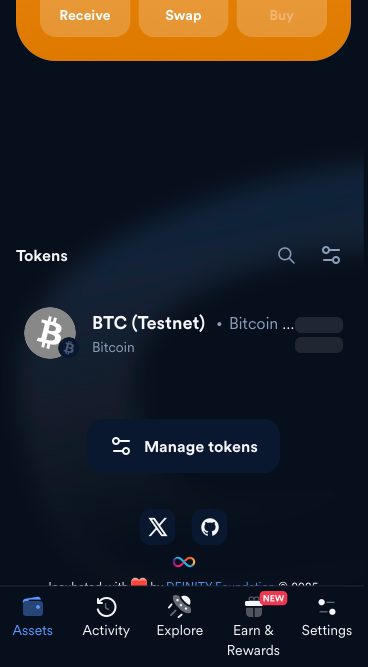 Receive Swap Buy
Tokens
BTC (Testnet) • Bitcoin ...
Bitcoin
Manage tokens
Incubated with ❤️ by DFINITY Foundation © 2025
NEW
Assets Activity Explore Earn & Settings
Rewards